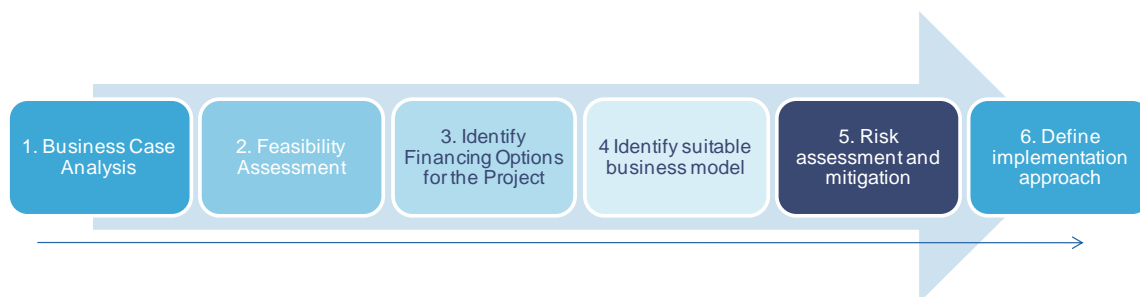 1. Business Case
Analysis
2. Feasibility
Assessment
3. Identify
Financing Options
for the Project
4 Identify suitable
business model
5. Risk
assessment and
mitigation
6. Define
implementation
approach